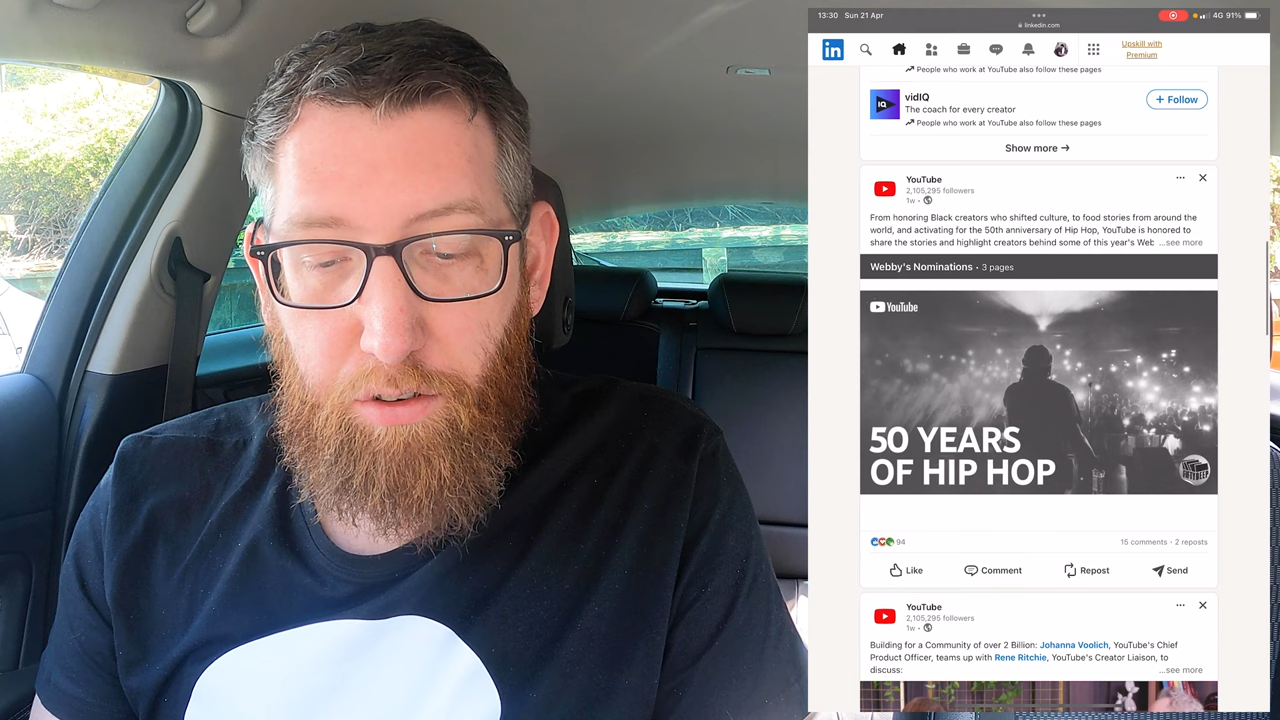 13:30 Sun 21 Apr
4G 91%
linkedin.com
in
Upskill with
Premium
People who work at YouTube also follow these pages
IQ
vidIQ
The coach for every creator
People who work at YouTube also follow these pages
+ Follow
Show more →
YouTube
2,105,295 followers
1w •
From honoring Black creators who shifted culture, to food stories from around the
world, and activating for the 50th anniversary of Hip Hop, YouTube is honored to
share the stories and highlight creators behind some of this year's Web ...see more
Webby's Nominations • 3 pages
YouTube
50 YEARS
OF HIP HOP
94
15 comments • 2 reposts
Like Comment Repost Send
YouTube
2,105,295 followers
1w •
Building for a Community of over 2 Billion: Johanna Voolich, YouTube's Chief
Product Officer, teams up with Rene Ritchie, YouTube's Creator Liaison, to
discuss: ...see more